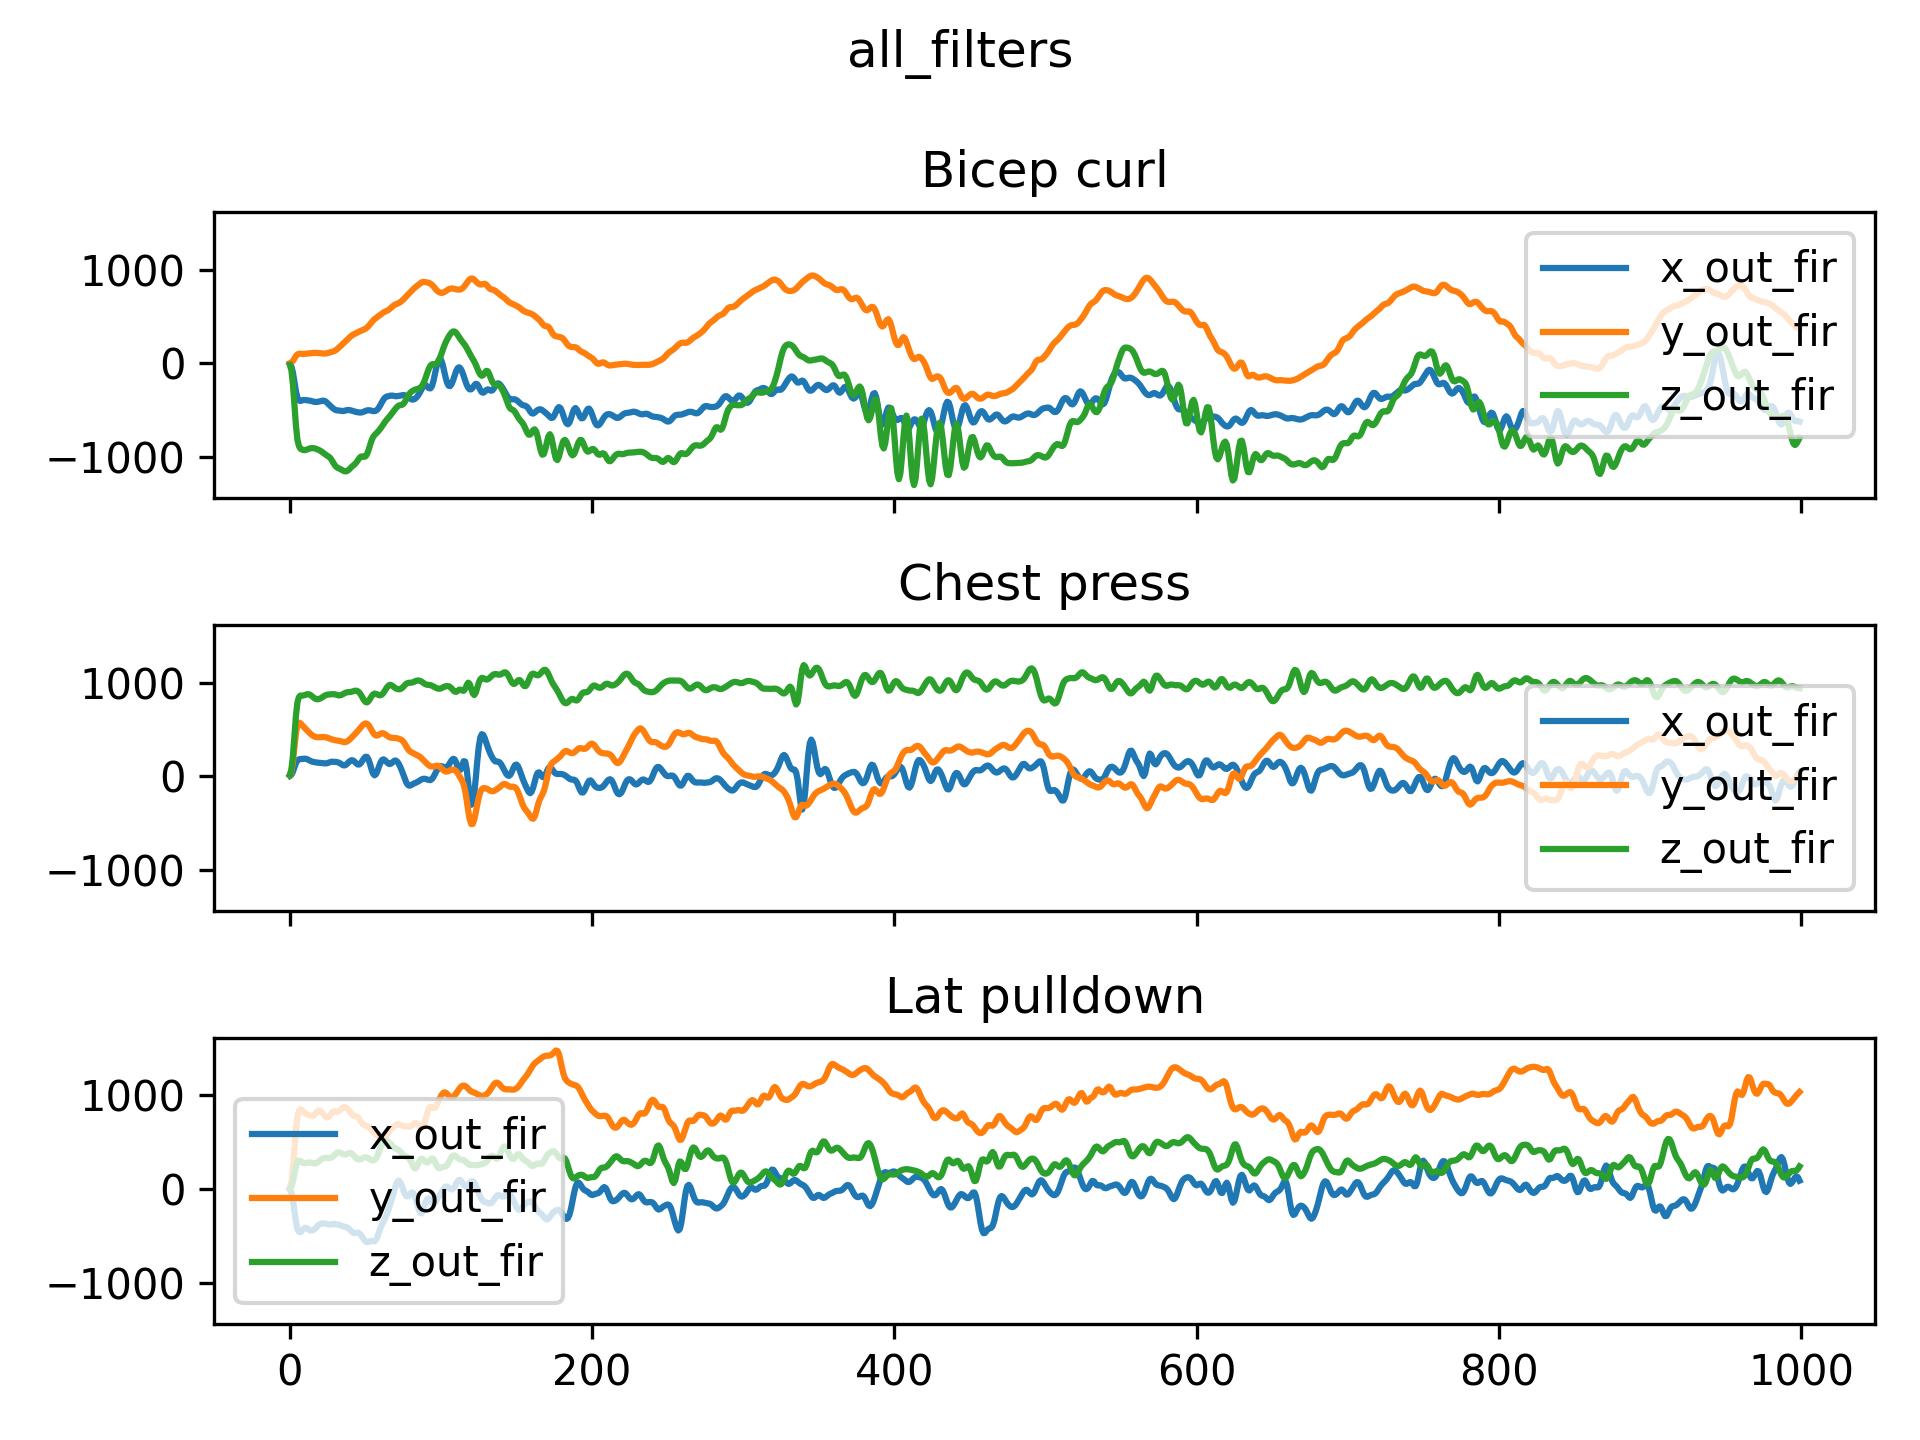 all_filters
Bicep curl
1000
0
−1000
x_out_fir
y_out_fir
z_out_fir
Chest press
1000
0
−1000
x_out_fir
y_out_fir
z_out_fir
Lat pulldown
1000
0
−1000
x_out_fir
y_out_fir
z_out_fir
0 200 400 600 800 1000